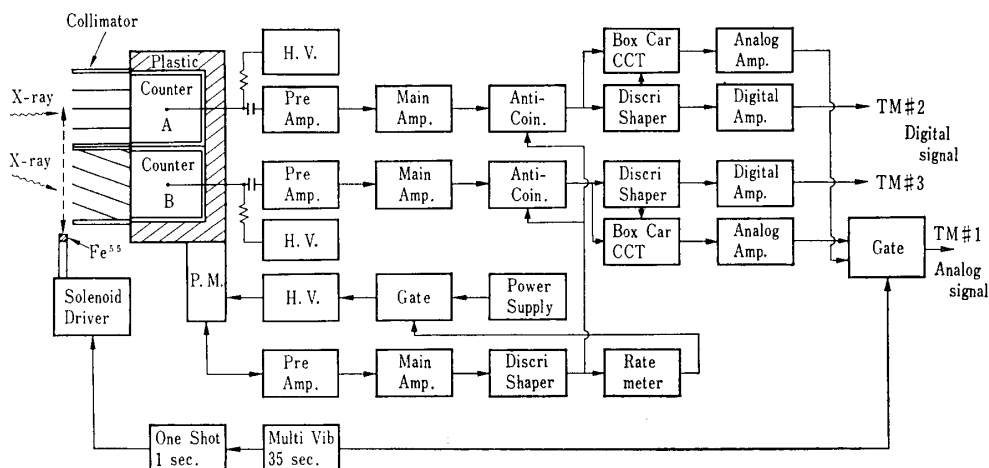 Collimator
Plastic
X-ray
X-ray
Counter
A
Counter
B
Fe⁵⁵
Solenoid
Driver
P. M.
H. V.
Pre
Amp.
Main
Amp.
Anti-
Coin.
Box Car
CCT
Analog
Amp.
Discri
Shaper
Digital
Amp.
TM#2
Digital
signal
Pre
Amp.
Main
Amp.
Anti-
Coin.
Discri
Shaper
Digital
Amp.
TM#3
H. V.
Box Car
CCT
Analog
Amp.
Gate
TM#1
Analog
signal
H. V.
Gate
Power
Supply
Pre
Amp.
Main
Amp.
Discri
Shaper
Rate
meter
One Shot
1 sec.
Multi Vib
35 sec.